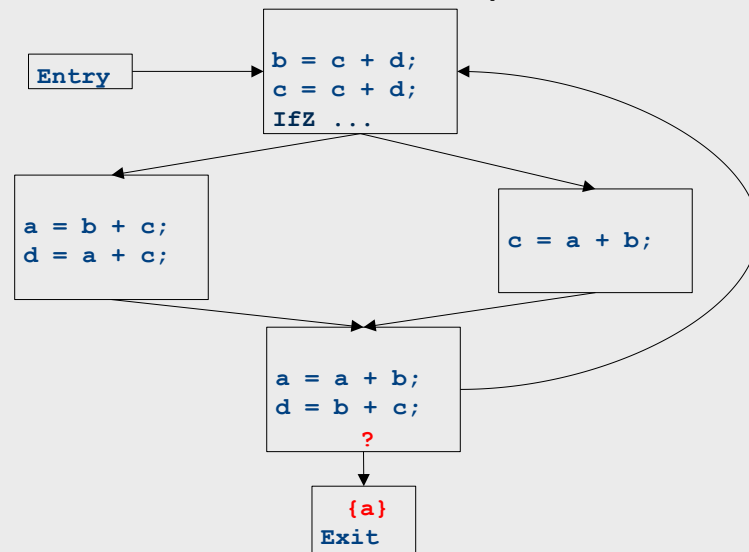 Entry
b = c + d;
c = c + d;
IfZ ...
a = b + c;
d = a + c;
c = a + b;
a = a + b;
d = b + c;
?
{a}
Exit